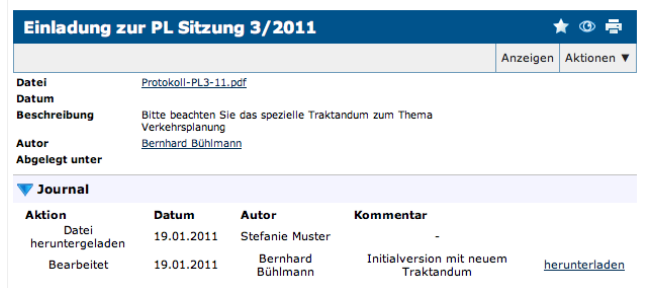 Einladung zur PL Sitzung 3/2011
Anzeigen Aktionen ▼
Datei Protokoll-PL3-11.pdf
Datum
Beschreibung Bitte beachten Sie das spezielle Traktandum zum Thema
Verkehrsplanung
Autor Bernhard Bühlmann
Abgelegt unter
Journal
Aktion Datum Autor Kommentar
Datei
heruntergeladen 19.01.2011 Stefanie Muster -
Bearbeitet 19.01.2011 Bernhard
Bühlmann Initialversion mit neuem
Traktandum herunterladen